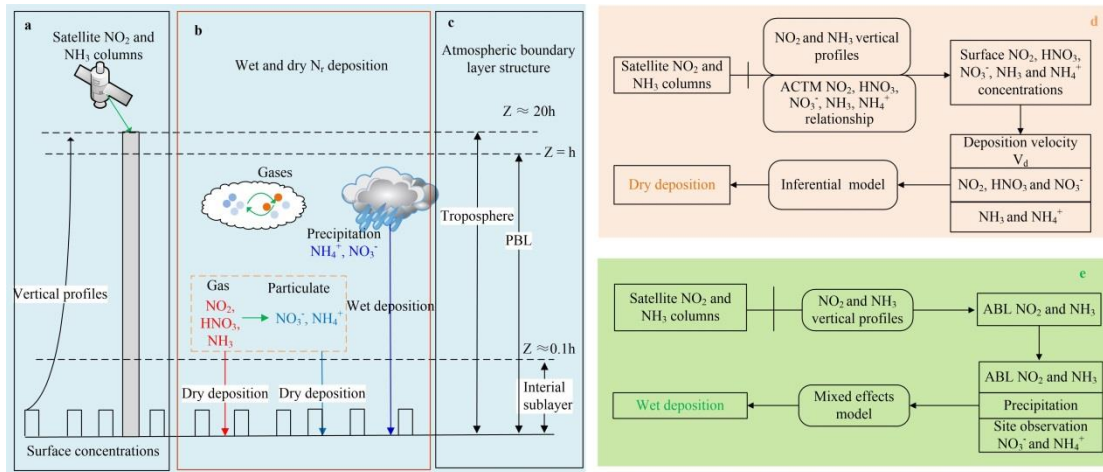 a
Satellite NO2 and
NH3 columns
Vertical profiles
Surface concentrations
b
Wet and dry Nr deposition
Gases
Precipitation
NH4+, NO3-
Gas
NO2,
HNO3,
NH3
Particulate
NO3-, NH4+
Wet deposition
Dry deposition
Dry deposition
c
Atmospheric boundary
layer structure
Z ≈ 20h
Z = h
Troposphere
PBL
Z ≈0.1h
Interial
sublayer
d
Satellite NO2 and
NH3 columns
NO2 and NH3 vertical
profiles
ACTM NO2, HNO3,
NO3-, NH3, NH4+
relationship
Surface NO2, HNO3,
NO3-, NH3 and NH4+
concentrations
Deposition velocity
Vd
NO2, HNO3 and NO3-
NH3 and NH4+
Inferential model
Dry deposition
e
Satellite NO2 and
NH3 columns
NO2 and NH3
vertical profiles
ABL NO2 and NH3
ABL NO2 and NH3
Precipitation
Site observation
NO3- and NH4+
Mixed effects
model
Wet deposition